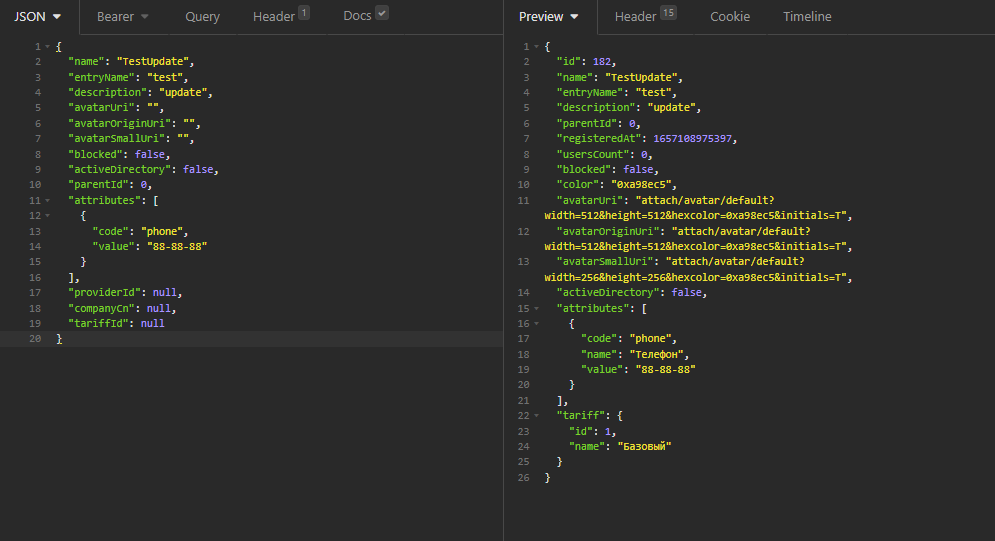 JSON Bearer Query Header 1 Docs
1 {
2 "name": "TestUpdate",
3 "entryName": "test",
4 "description": "update",
5 "avatarUri": "",
6 "avatarOriginUri": "",
7 "avatarSmallUri": "",
8 "blocked": false,
9 "activeDirectory": false,
10 "parentId": 0,
11 "attributes": [
12 {
13 "code": "phone",
14 "value": "88-88-88"
15 }
16 ],
17 "providerId": null,
18 "companyCn": null,
19 "tariffId": null
20 }
Preview Header 15 Cookie Timeline
1 {
2 "id": 182,
3 "name": "TestUpdate",
4 "entryName": "test",
5 "description": "update",
6 "parentId": 0,
7 "registeredAt": 1657108975397,
8 "usersCount": 0,
9 "blocked": false,
10 "color": "0xa98ec5",
11 "avatarUri": "attach/avatar/default?
width=512&height=512&hexcolor=0xa98ec5&initials=T",
12 "avatarOriginUri": "attach/avatar/default?
width=512&height=512&hexcolor=0xa98ec5&initials=T",
13 "avatarSmallUri": "attach/avatar/default?
width=256&height=256&hexcolor=0xa98ec5&initials=T",
14 "activeDirectory": false,
15 "attributes": [
16 {
17 "code": "phone",
18 "name": "Телефон",
19 "value": "88-88-88"
20 }
21 ],
22 "tariff": {
23 "id": 1,
24 "name": "Базовый"
25 }
26 }